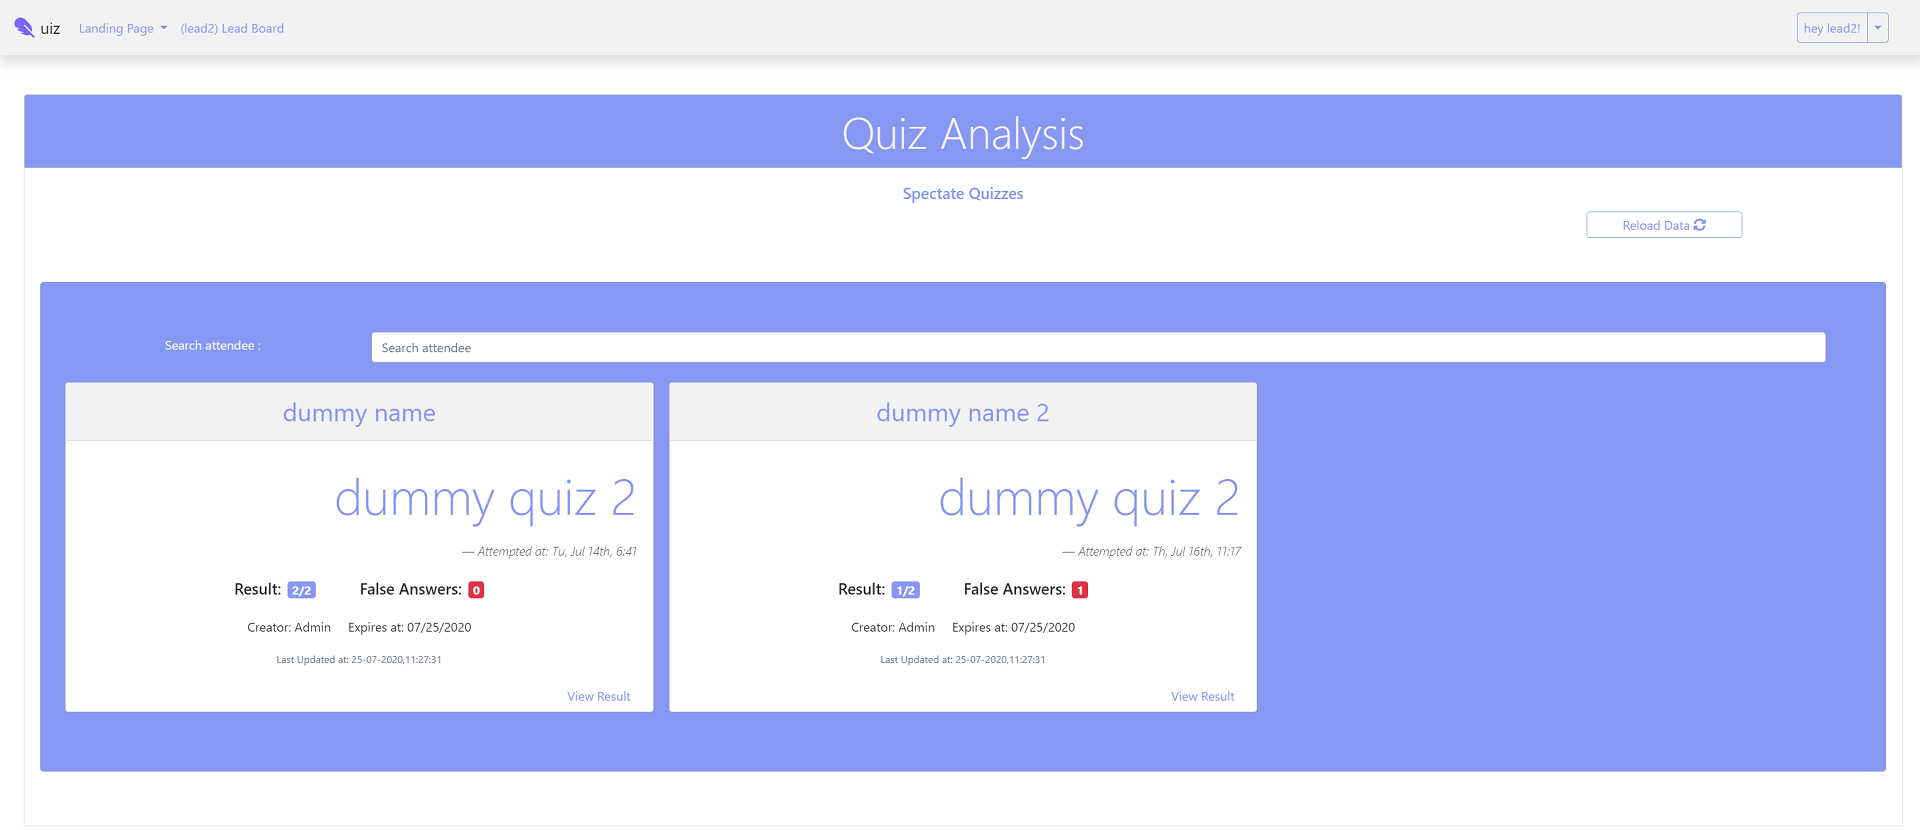 uiz Landing Page (lead2) Lead Board hey lead2!
Quiz Analysis
Spectate Quizzes
Reload Data
Search attendee : Search attendee
dummy name
dummy quiz 2
— Attempted at: Tu, Jul 14th, 6:41
Result: 2/2 False Answers: 0
Creator: Admin Expires at: 07/25/2020
Last Updated at: 25-07-2020,11:27:31
View Result
dummy name 2
dummy quiz 2
— Attempted at: Th, Jul 16th, 11:17
Result: 1/2 False Answers: 1
Creator: Admin Expires at: 07/25/2020
Last Updated at: 25-07-2020,11:27:31
View Result